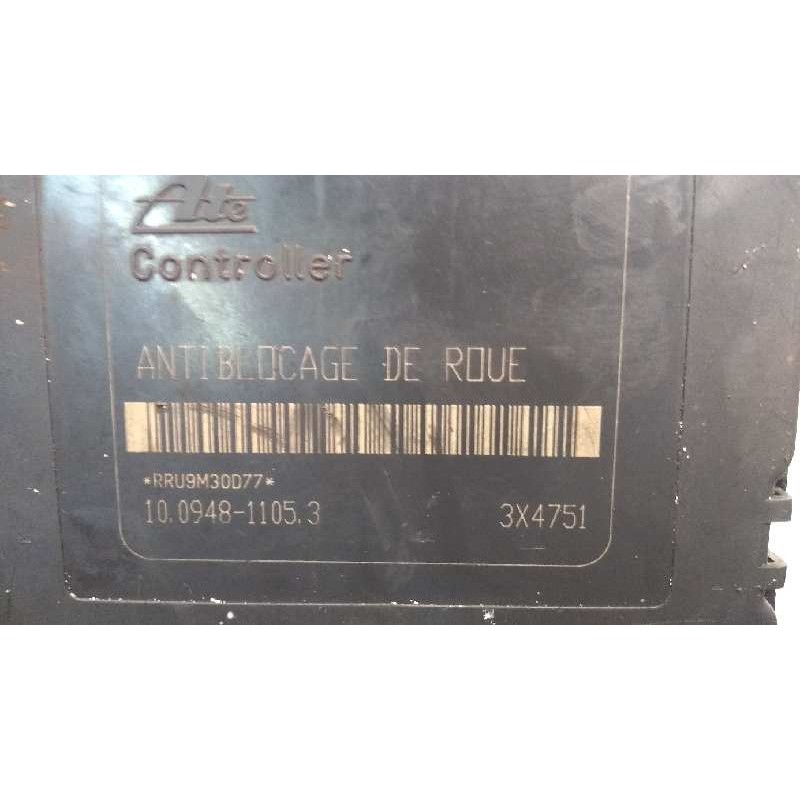 Ate
Controller
ANTIBLOCAGE DE ROUE
*RRU9M30D77*
10.0948-1105.3 3X4751